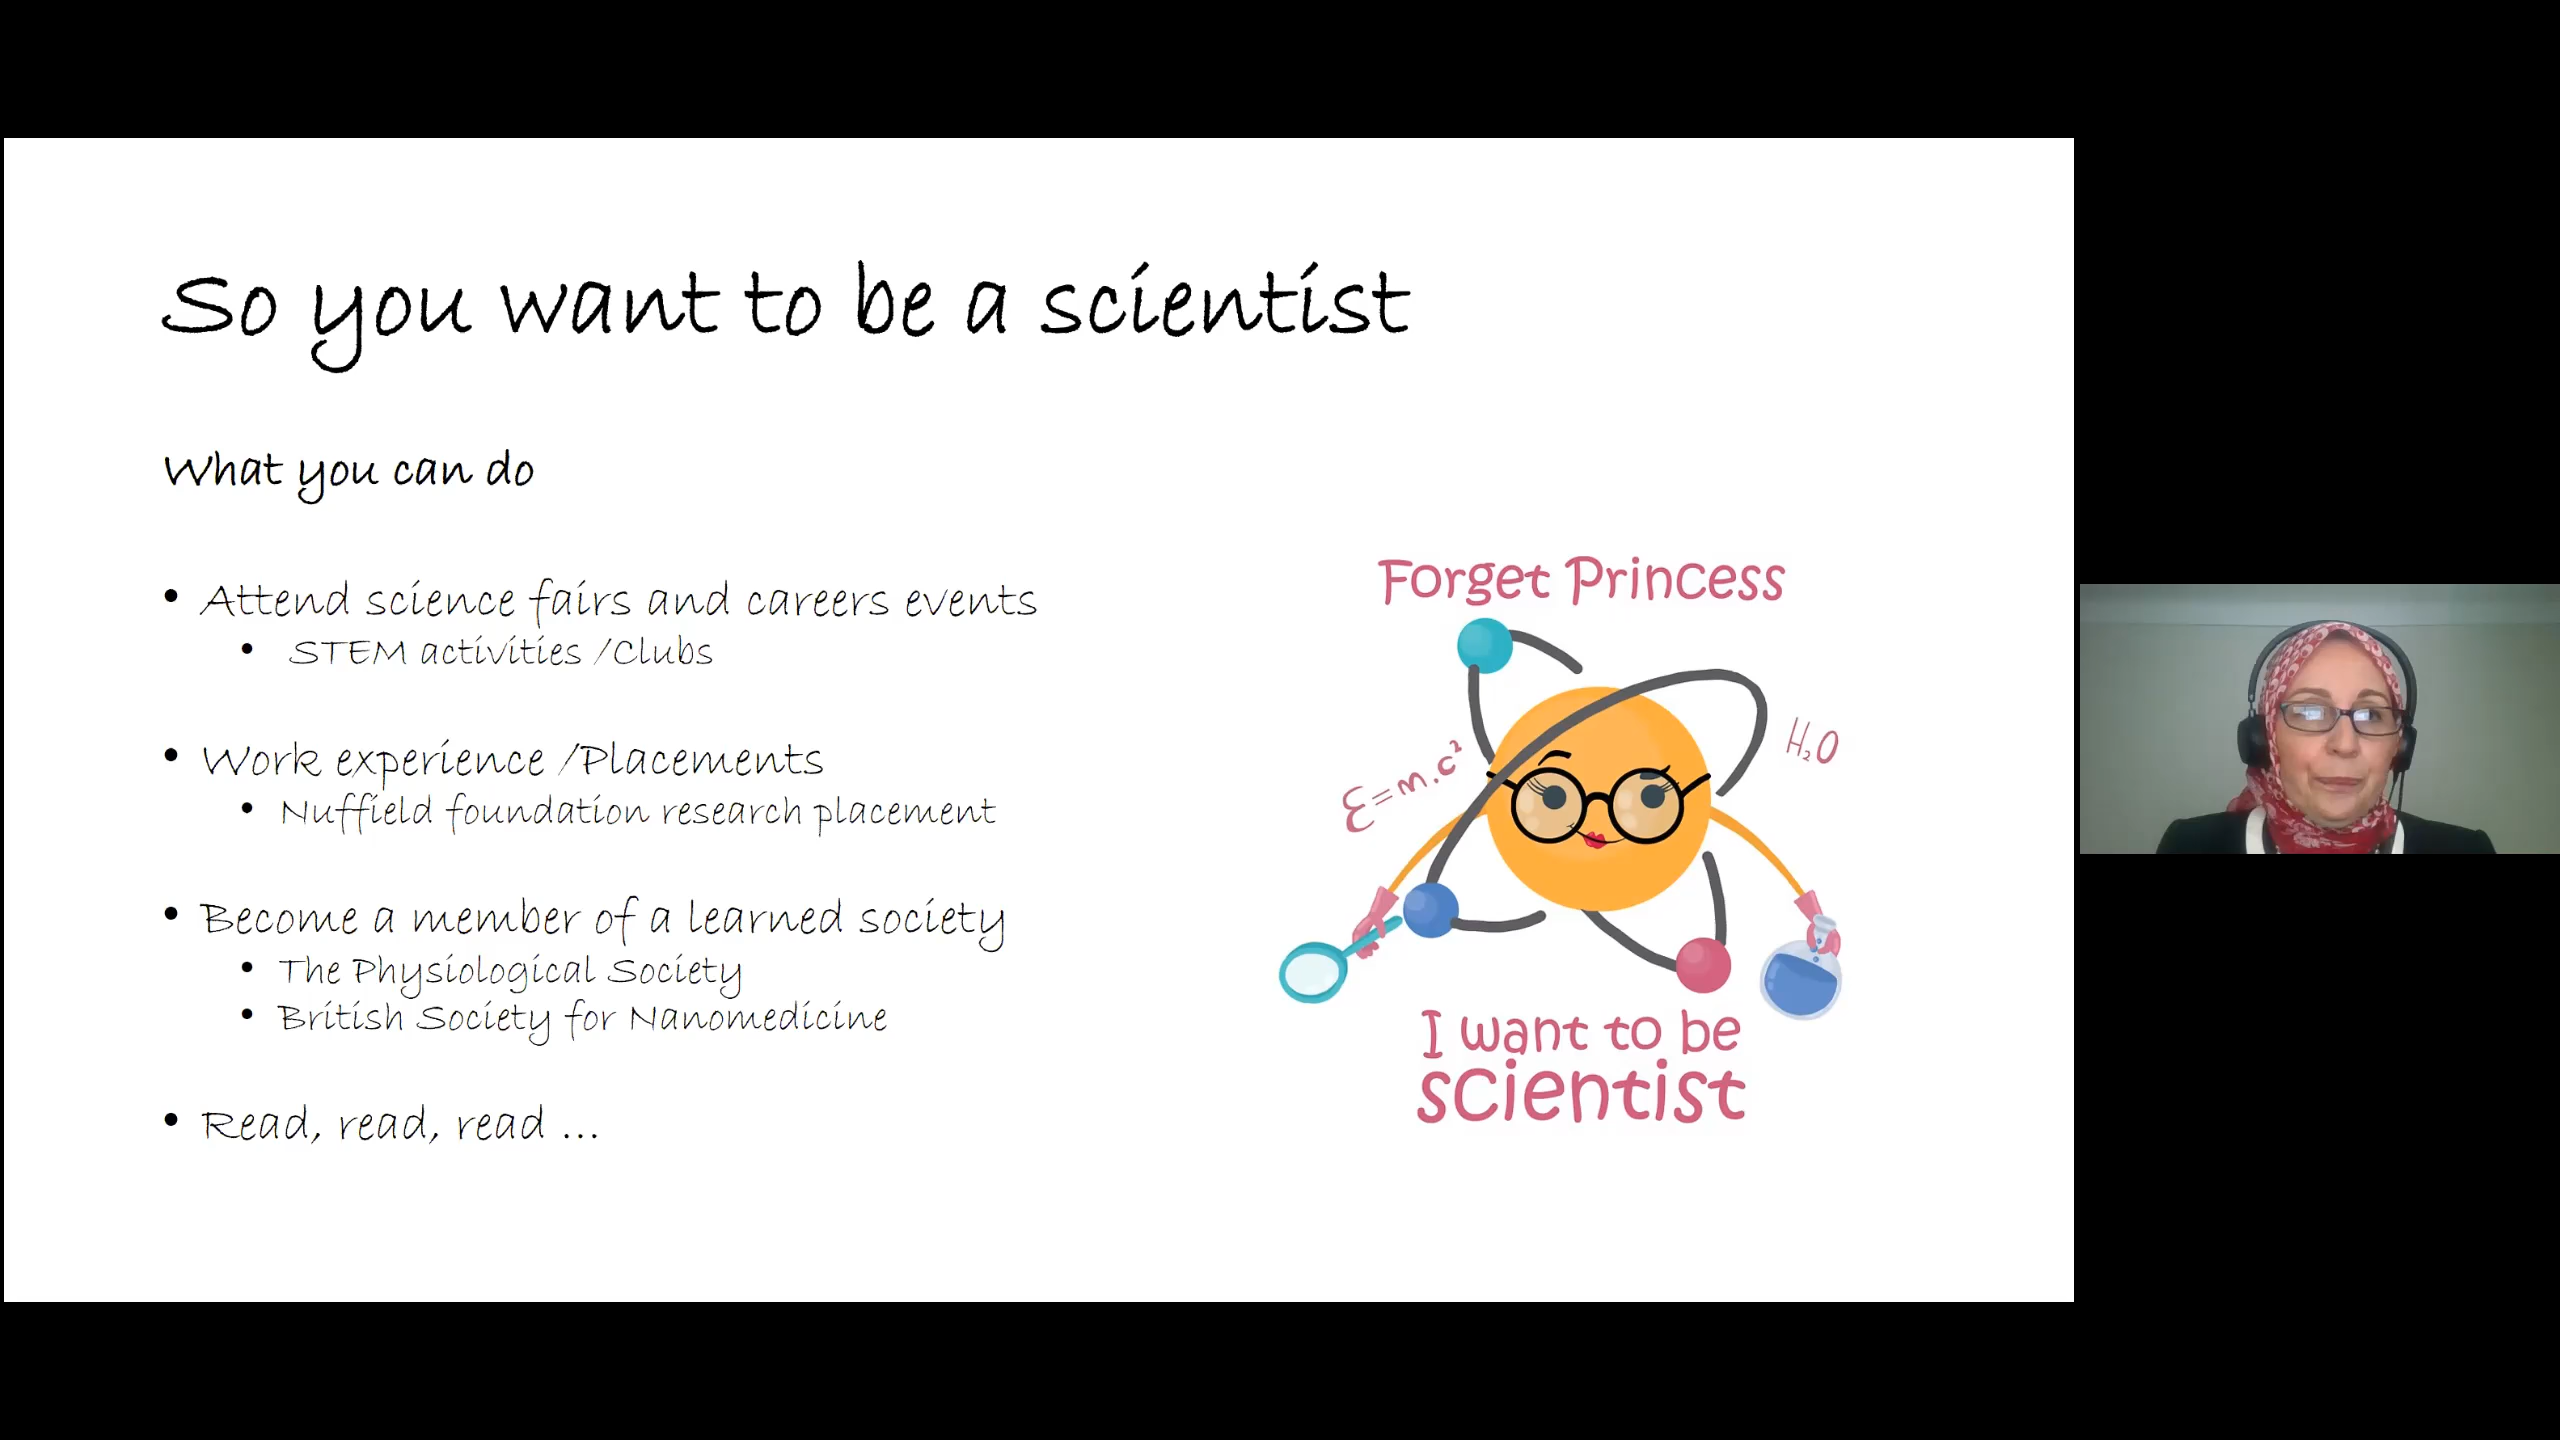 So you want to be a scientist
What you can do
• Attend science fairs and careers events
• STEM activities /Clubs
• Work experience /Placements
• Nuffield foundation research placement
• Become a member of a learned society
• The Physiological Society
• British Society for Nanomedicine
• Read, read, read ...
Forget Princess
E=m.c²
H₂O
I want to be
scientist